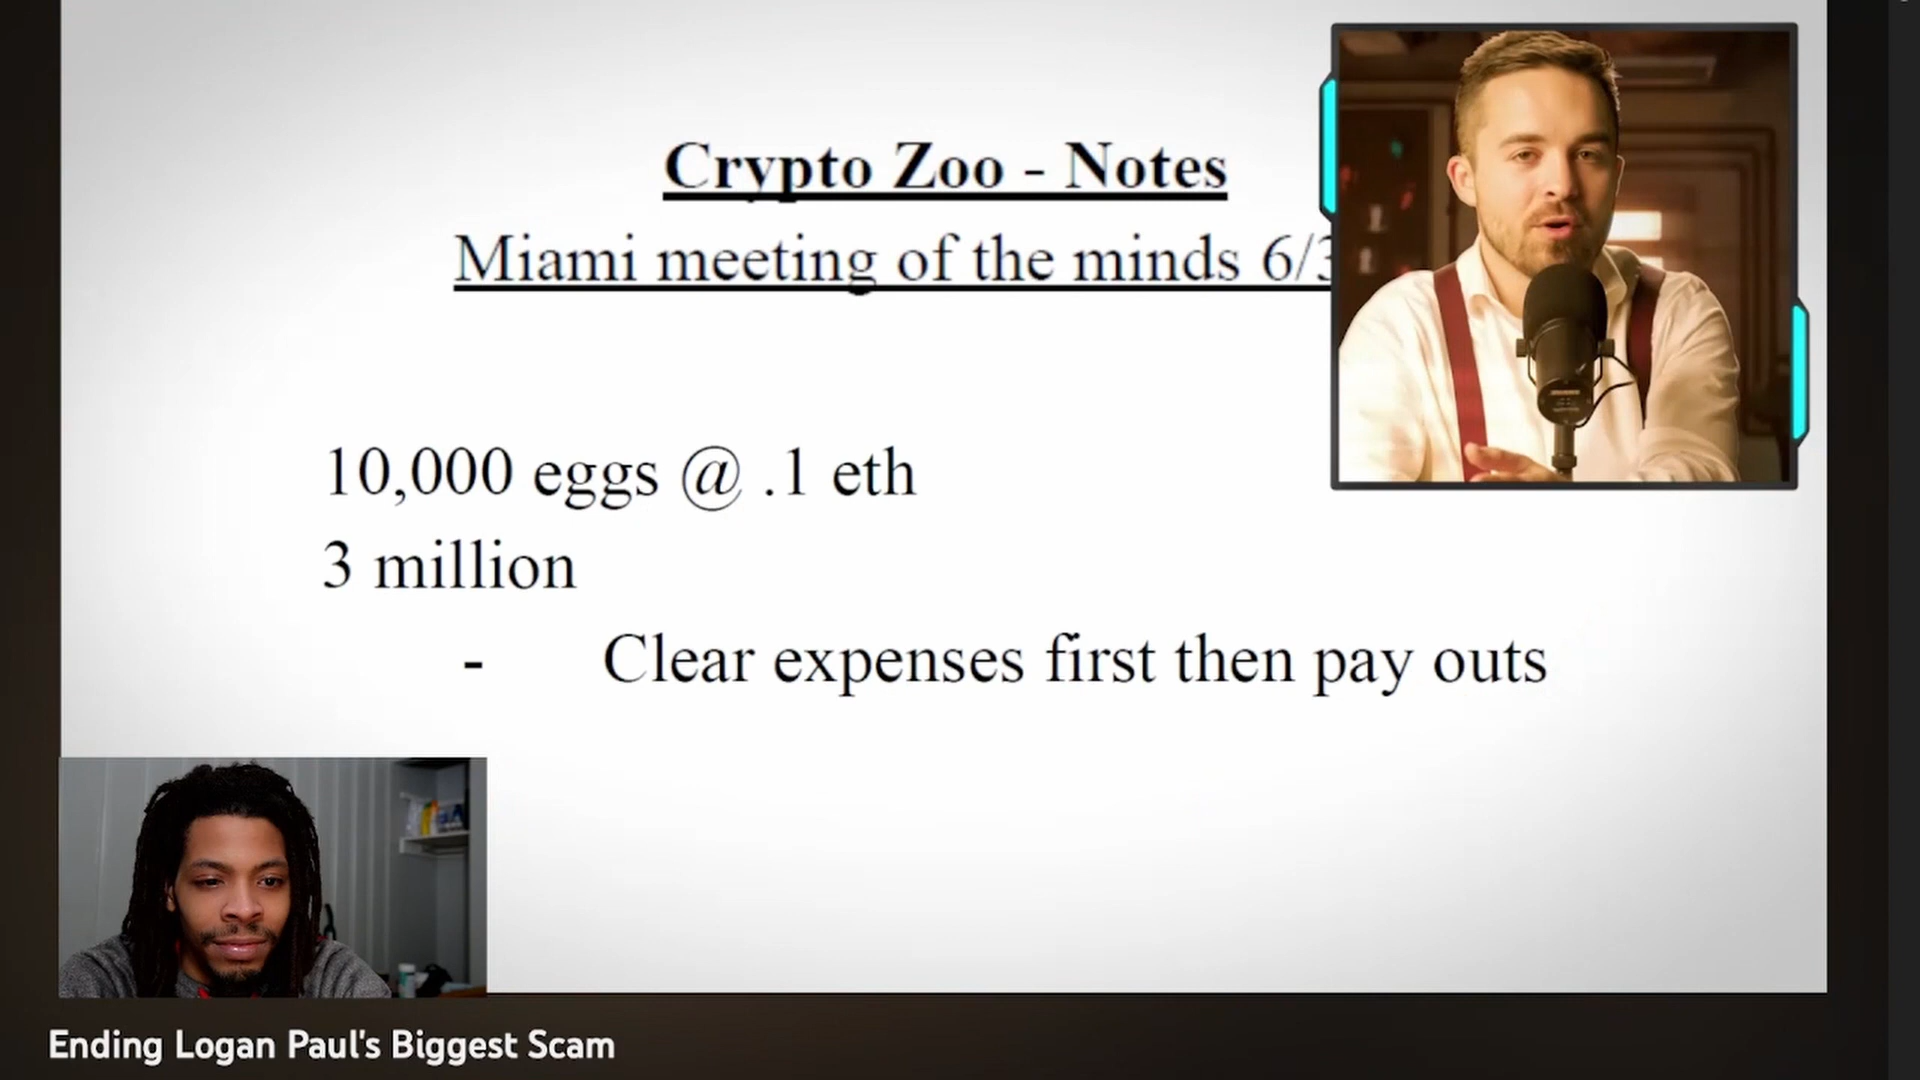 Crypto Zoo - Notes
Miami meeting of the minds 6/3
10,000 eggs @ .1 eth
3 million
- Clear expenses first then pay outs
Ending Logan Paul's Biggest Scam